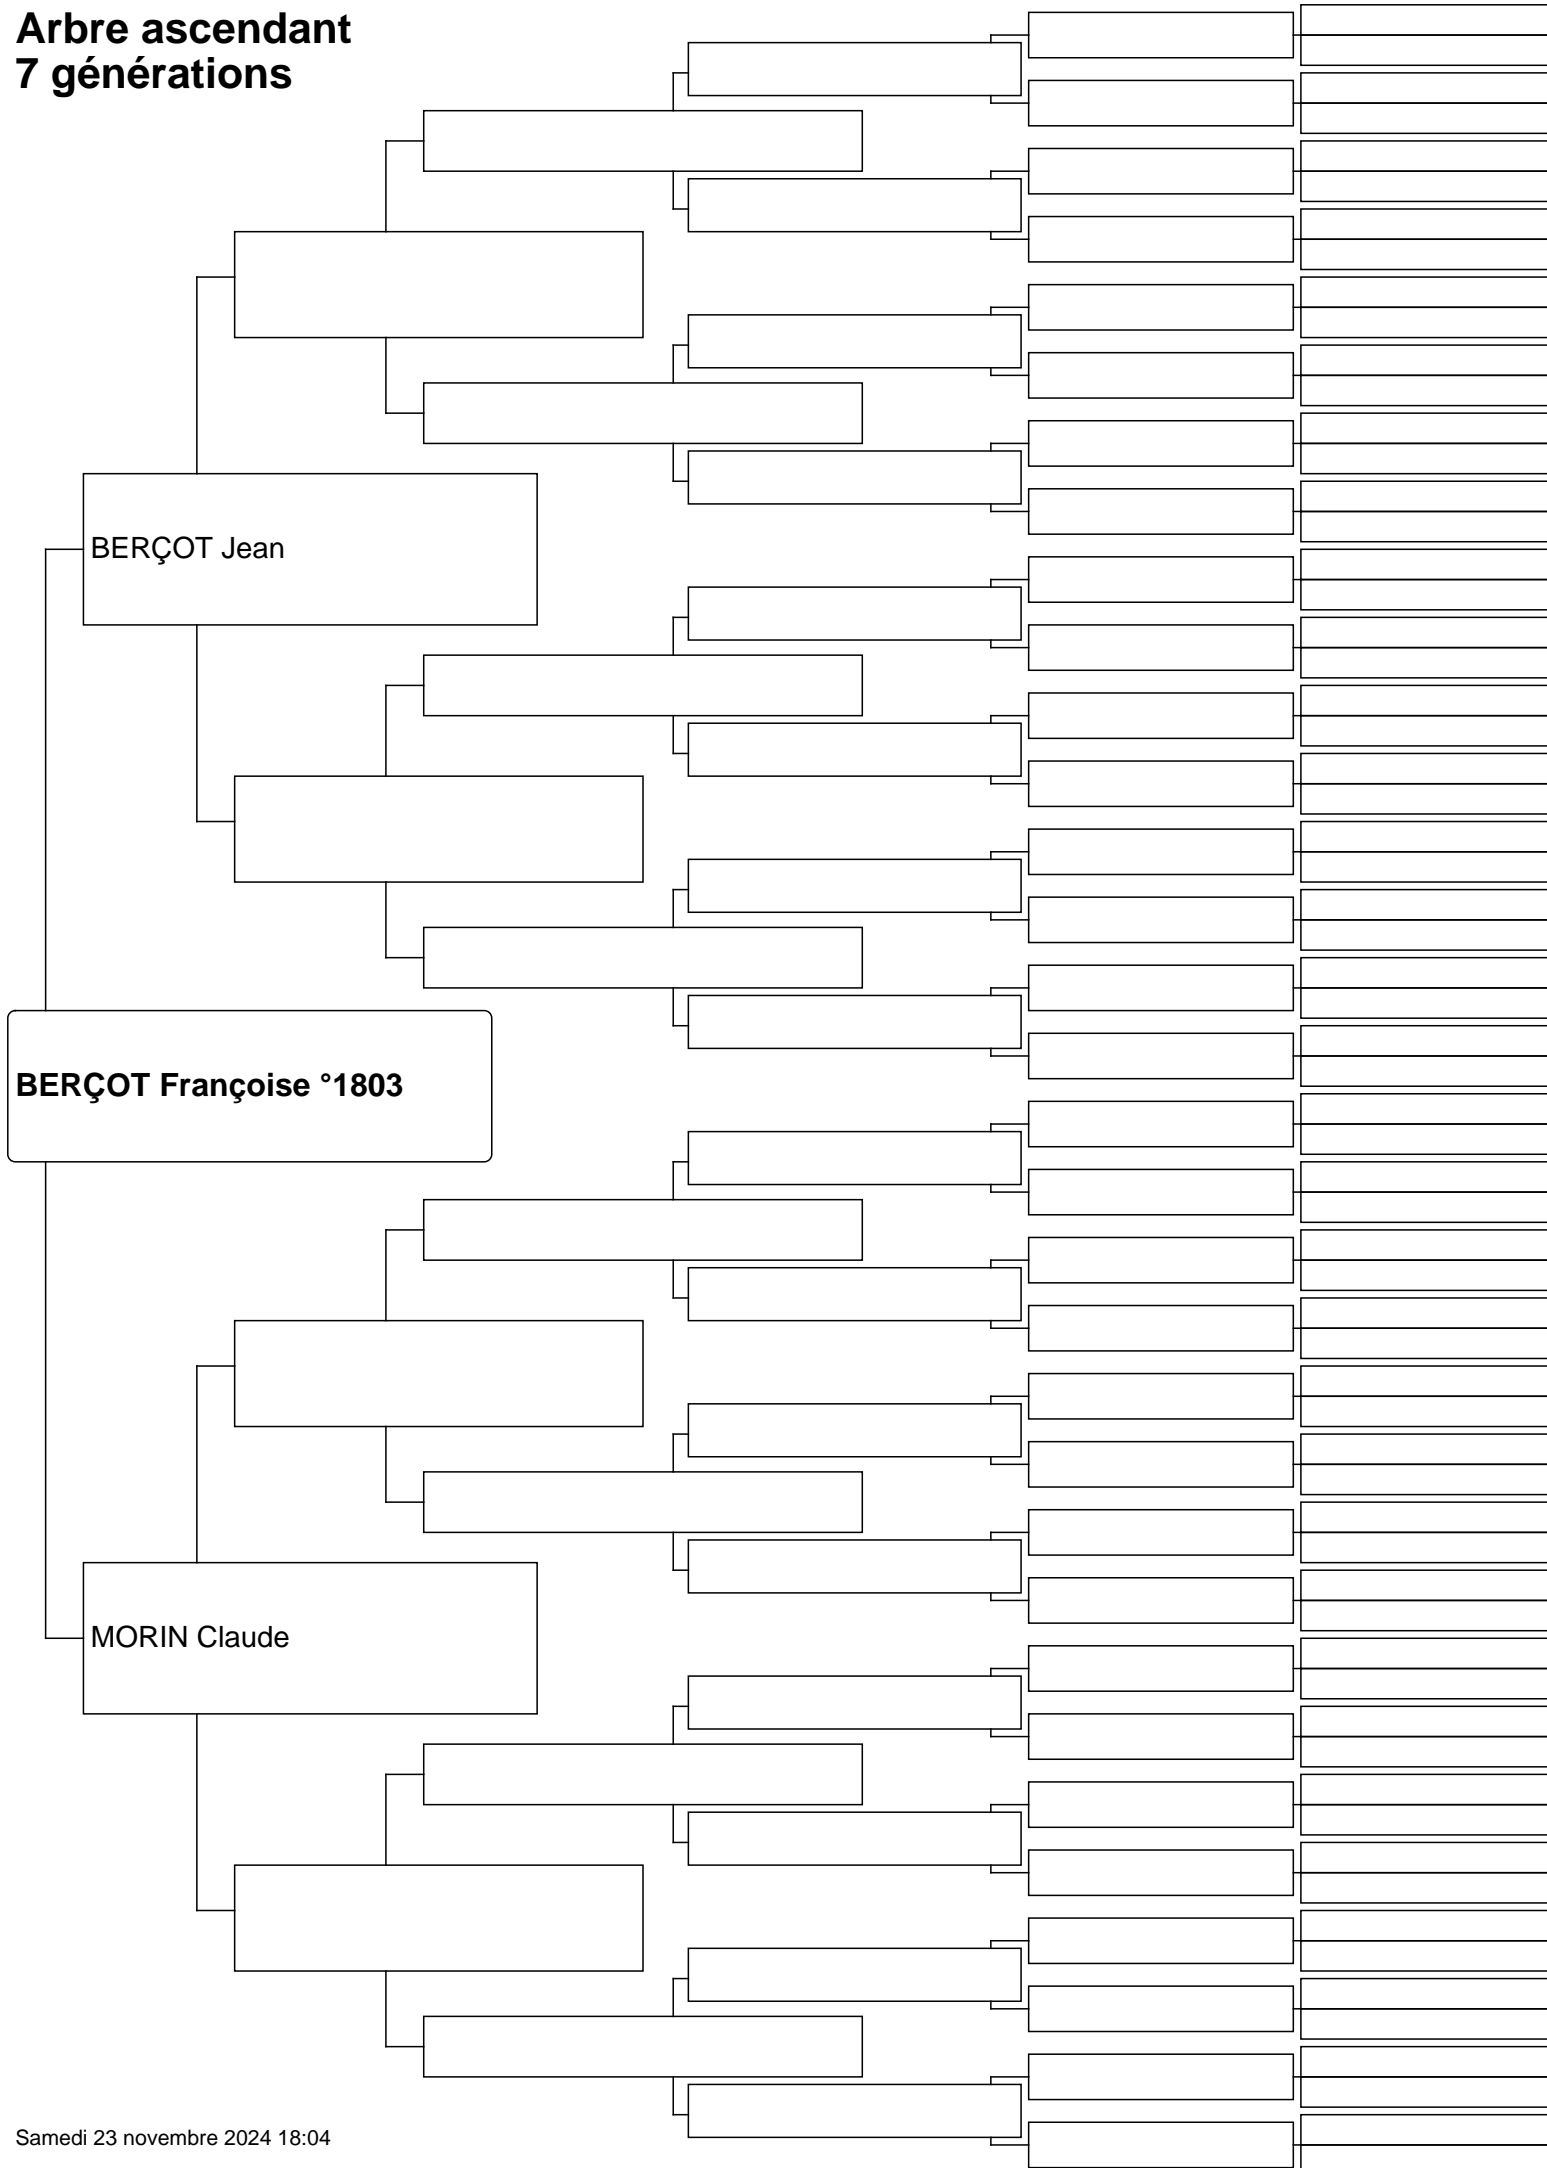 Arbre ascendant
7 générations
BERÇOT Jean
BERÇOT Françoise °1803
MORIN Claude
Samedi 23 novembre 2024 18:04